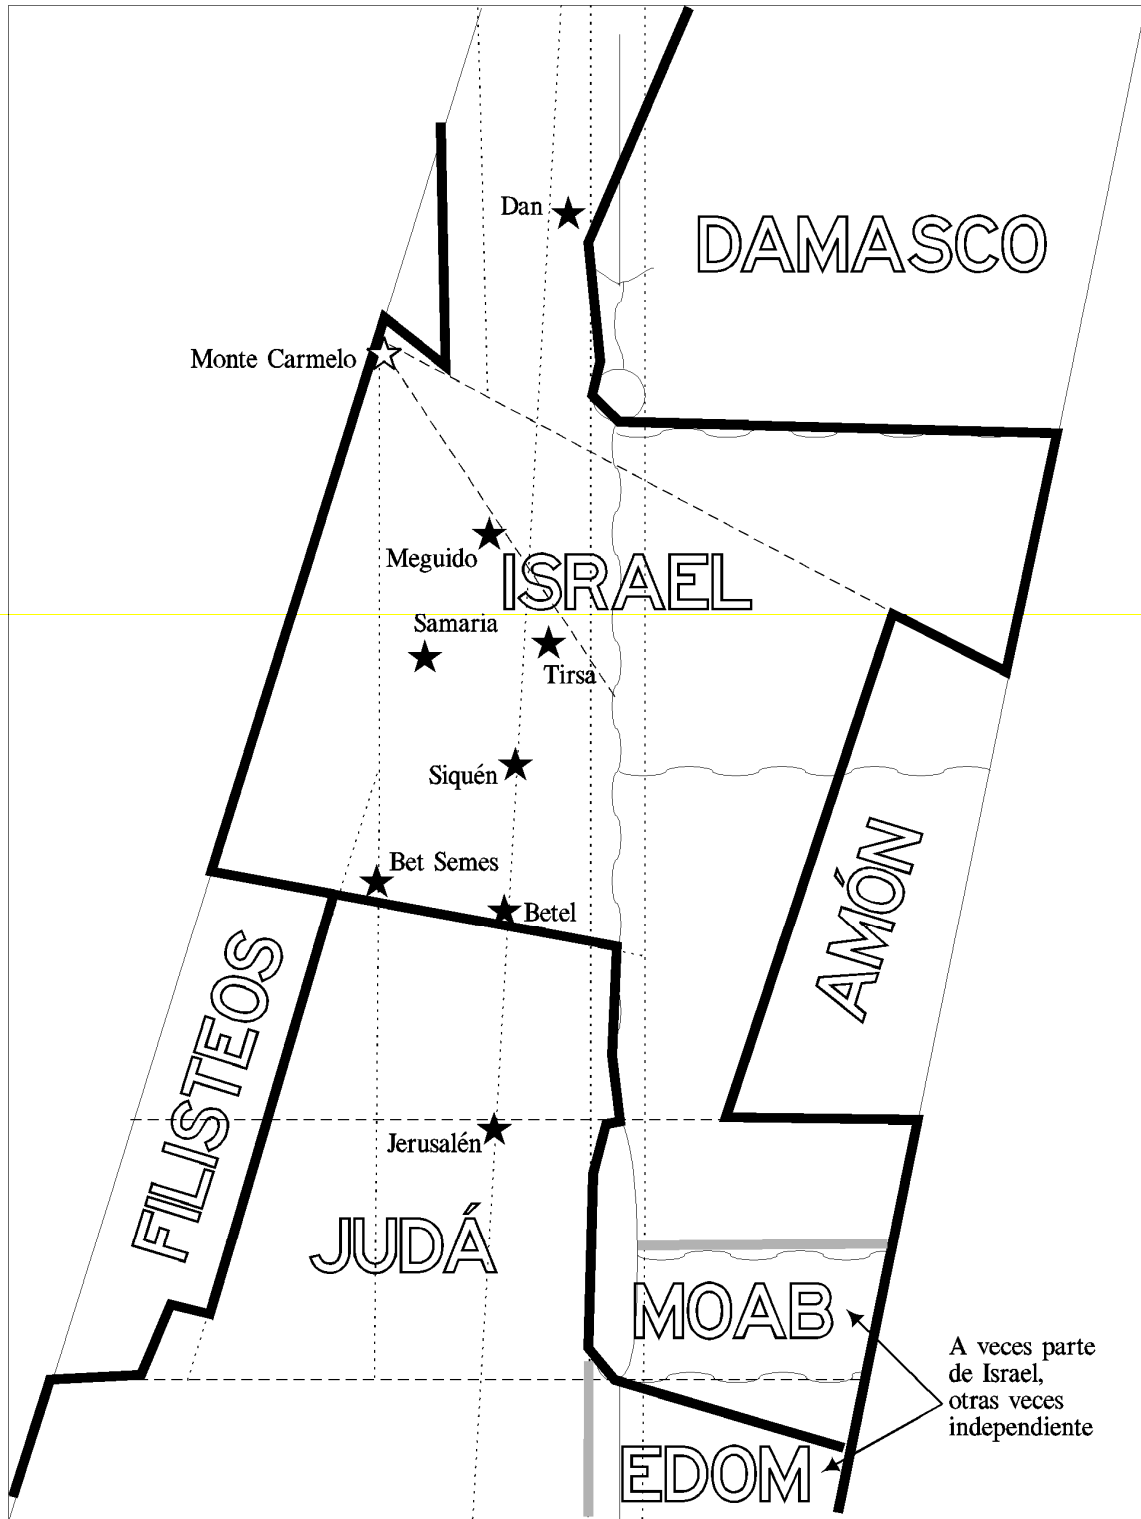 Dan
DAMASCO
Monte Carmelo
Meguido
ISRAEL
Samaria
Tirsa
Siquén
Bet Semes
Betel
AMÓN
FILISTEOS
Jerusalén
JUDÁ
MOAB
A veces parte
de Israel,
otras veces
independiente
EDOM